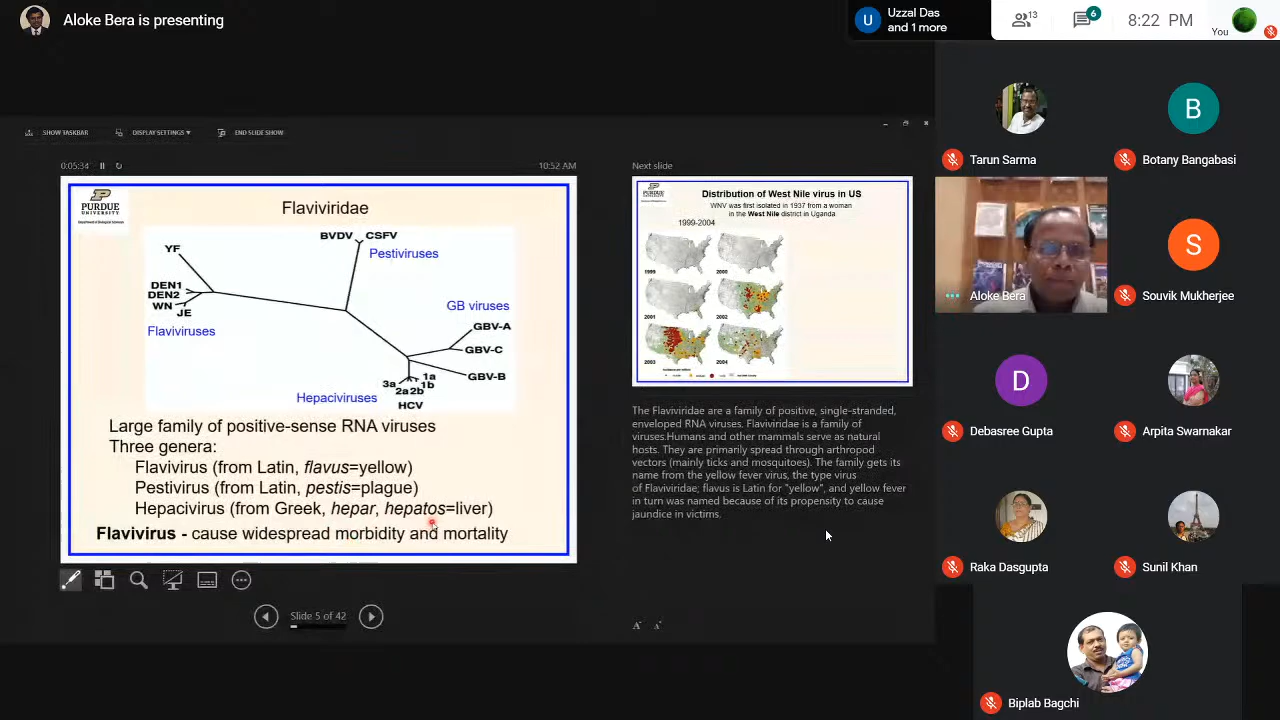 Aloke Bera is presenting
U
Uzzal Das
and 1 more
13
6
8:22 PM
You
SHOW TASKBAR
DISPLAY SETTINGS ▾
END SLIDE SHOW
0:05:34
10:52 AM
PURDUE
UNIVERSITY
Flaviviridae
YF
DEN1
DEN2
WN
JE
Flaviviruses
BVDV CSFV
Pestiviruses
GB viruses
GBV-A
GBV-C
GBV-B
3a
2a
2b
1a
1b
HCV
Hepaciviruses
Large family of positive-sense RNA viruses
Three genera:
Flavivirus (from Latin, flavus=yellow)
Pestivirus (from Latin, pestis=plague)
Hepacivirus (from Greek, hepar, hepatos=liver)
Flavivirus - cause widespread morbidity and mortality
Slide 5 of 42
Next slide
PURDUE
Distribution of West Nile virus in US
WNV was first isolated in 1937 from a woman
in the West Nile district in Uganda
1999-2004
1999
2000
2001
2002
2003
2004
The Flaviviridae are a family of positive, single-stranded,
enveloped RNA viruses. Flaviviridae is a family of
viruses.Humans and other mammals serve as natural
hosts. They are primarily spread through arthropod
vectors (mainly ticks and mosquitoes). The family gets its
name from the yellow fever virus, the type virus
of Flaviviridae; flavus is Latin for "yellow", and yellow fever
in turn was named because of its propensity to cause
jaundice in victims.
A
A
Tarun Sarma
B
Botany Bangabasi
Aloke Bera
S
Souvik Mukherjee
D
Debasree Gupta
Arpita Swarnakar
Raka Dasgupta
Sunil Khan
Biplab Bagchi